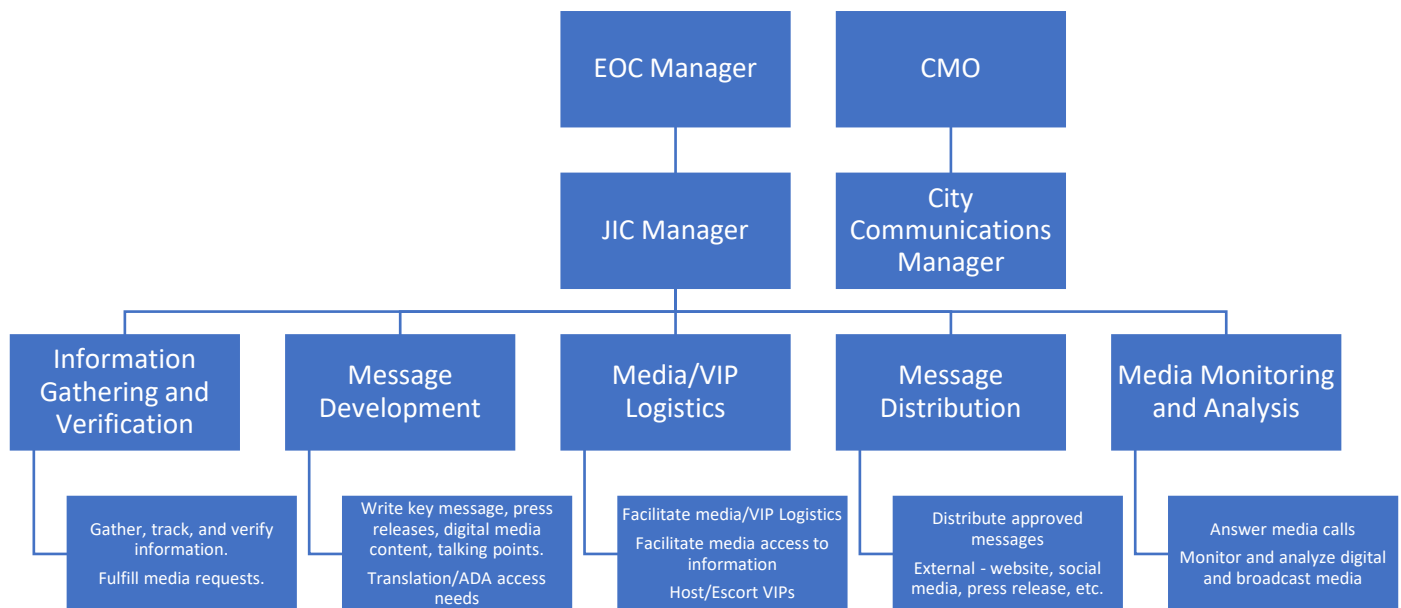 EOC Manager
CMO
JIC Manager
City
Communications
Manager
Information
Gathering and
Verification
Message
Development
Media/VIP
Logistics
Message
Distribution
Media Monitoring
and Analysis
Gather, track, and verify
information.
Fulfill media requests.
Write key message, press
releases, digital media
content, talking points.
Translation/ADA access
needs
Facilitate media/VIP Logistics
Facilitate media access to
information
Host/Escort VIPs
Distribute approved
messages
External - website, social
media, press release, etc.
Answer media calls
Monitor and analyze digital
and broadcast media